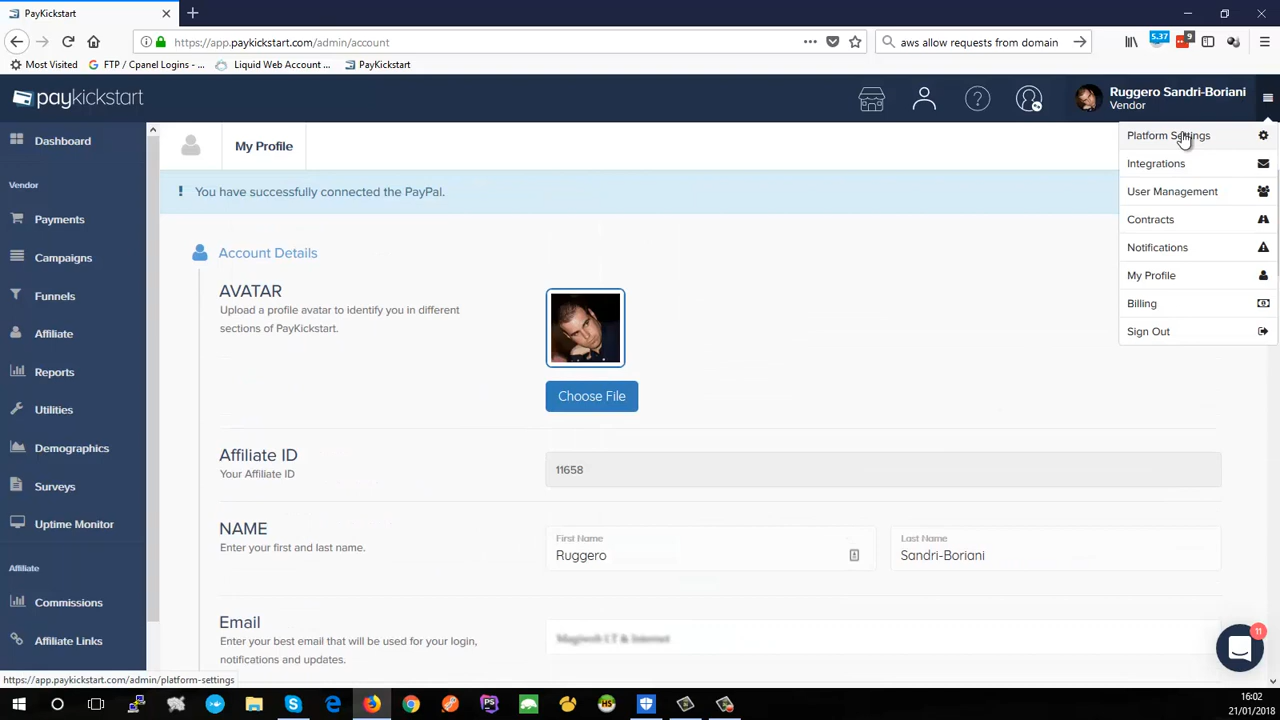 PayKickstart
https://app.paykickstart.com/admin/account
aws allow requests from domain
5.37
9
Most Visited
FTP / Cpanel Logins - ...
Liquid Web Account ...
PayKickstart
paykickstart
Ruggero Sandri-Boriani
Vendor
Dashboard
Vendor
Payments
Campaigns
Funnels
Affiliate
Reports
Utilities
Demographics
Surveys
Uptime Monitor
Affiliate
Commissions
Affiliate Links
My Profile
! You have successfully connected the PayPal.
Account Details
AVATAR
Upload a profile avatar to identify you in different
sections of PayKickstart.
Choose File
Affiliate ID
Your Affiliate ID
11658
NAME
Enter your first and last name.
First Name
Ruggero
Last Name
Sandri-Boriani
Email
Enter your best email that will be used for your login,
notifications and updates.
Magiweb I.T & Internet
Platform Settings
Integrations
User Management
Contracts
Notifications
My Profile
Billing
Sign Out
11
https://app.paykickstart.com/admin/platform-settings
16:02
21/01/2018